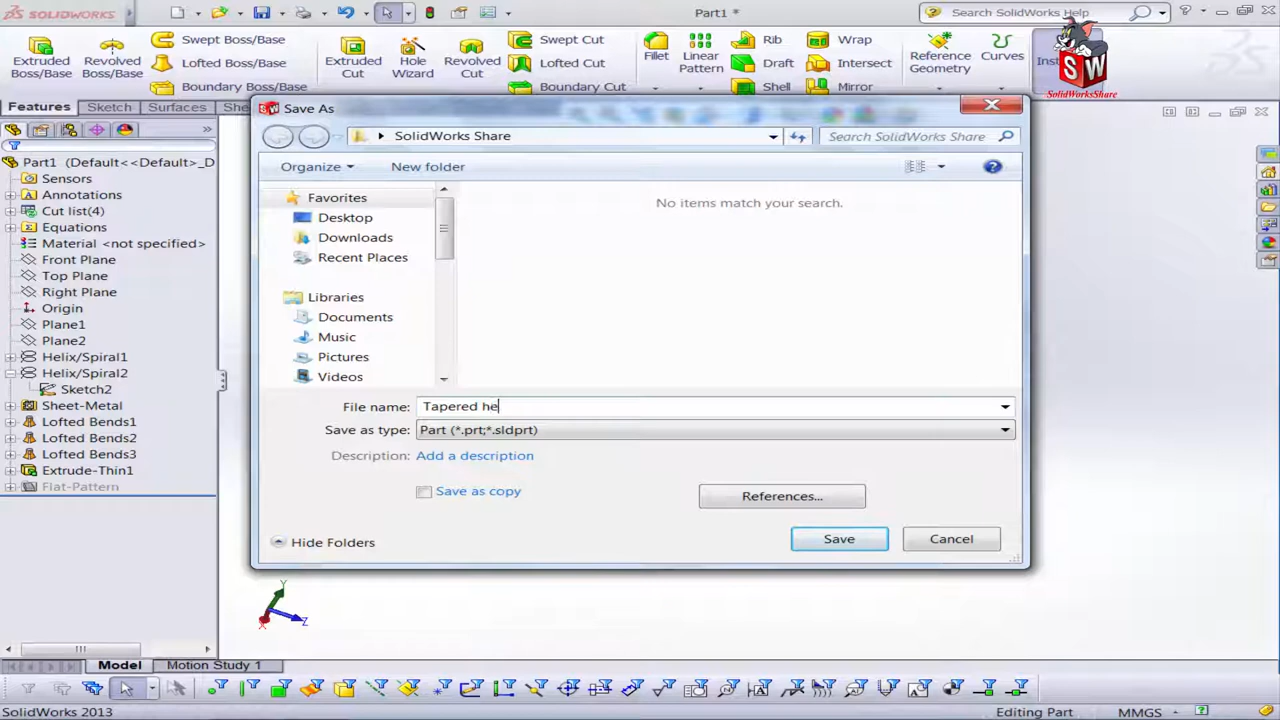 SOLIDWORKS
Part1 *
Search SolidWorks Help
Extruded Boss/Base
Revolved Boss/Base
Swept Boss/Base
Lofted Boss/Base
Boundary Boss/Base
Extruded Cut
Hole Wizard
Revolved Cut
Swept Cut
Lofted Cut
Boundary Cut
Fillet
Linear Pattern
Rib
Draft
Shell
Wrap
Intersect
Mirror
Reference Geometry
Curves
Inst
SW
SolidWorksShare
Features
Sketch
Surfaces
She
Save As
SolidWorks Share
Search SolidWorks Share
Organize
New folder
Favorites
Desktop
Downloads
Recent Places
Libraries
Documents
Music
Pictures
Videos
No items match your search.
File name: Tapered he
Save as type: Part (*.prt;*.sldprt)
Description: Add a description
Save as copy
References...
Hide Folders
Save
Cancel
Part1 (Default<<Default>_D
Sensors
Annotations
Cut list(4)
Equations
Material <not specified>
Front Plane
Top Plane
Right Plane
Origin
Plane1
Plane2
Helix/Spiral1
Helix/Spiral2
Sketch2
Sheet-Metal
Lofted Bends1
Lofted Bends2
Lofted Bends3
Extrude-Thin1
Flat-Pattern
Y
X
Z
Model
Motion Study 1
SolidWorks 2013
Editing Part
MMGS